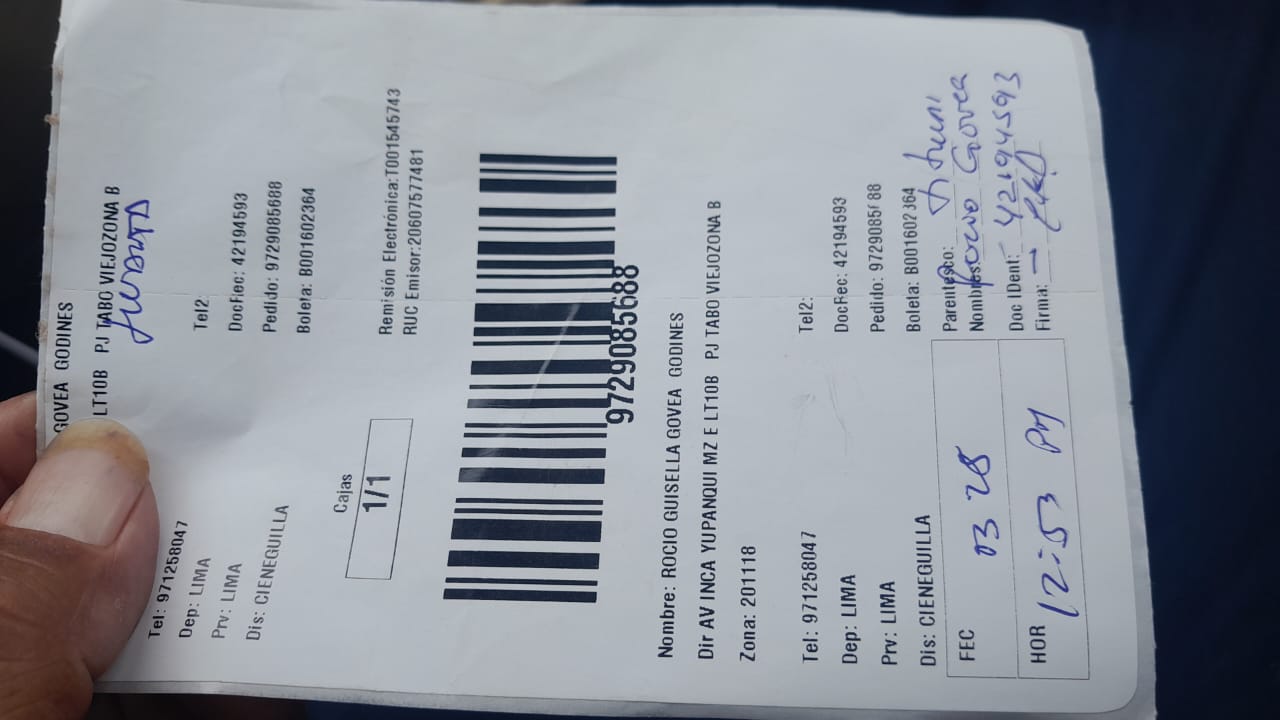 GOVEA GODINES
LT10B PJ TABO VIEJOZONA B
Tel: 971258047 Tel2:
Dep: LIMA DocRec: 42194593
Prv: LIMA Pedido: 9729085688
Dis: CIENEGUILLA Boleta: B001602364
Cajas
1/1
Remisión Electrónica:T001545743
RUC Emisor:20607577481
9729085688
Nombre: ROCIO GUISELLA GOVEA GODINES
Dir AV INCA YUPANQUI MZ E LT10B PJ TABO VIEJOZONA B
Zona: 201118
Tel: 971258047 Tel2:
Dep: LIMA DocRec: 42194593
Prv: LIMA Pedido: 9729085688
Dis: CIENEGUILLA Boleta: B001602364
FEC 03 28
Parentesco:
Nombres: Rocio Govea
HOR 12:53 PM
Doc IDent: 42194593
Firma: